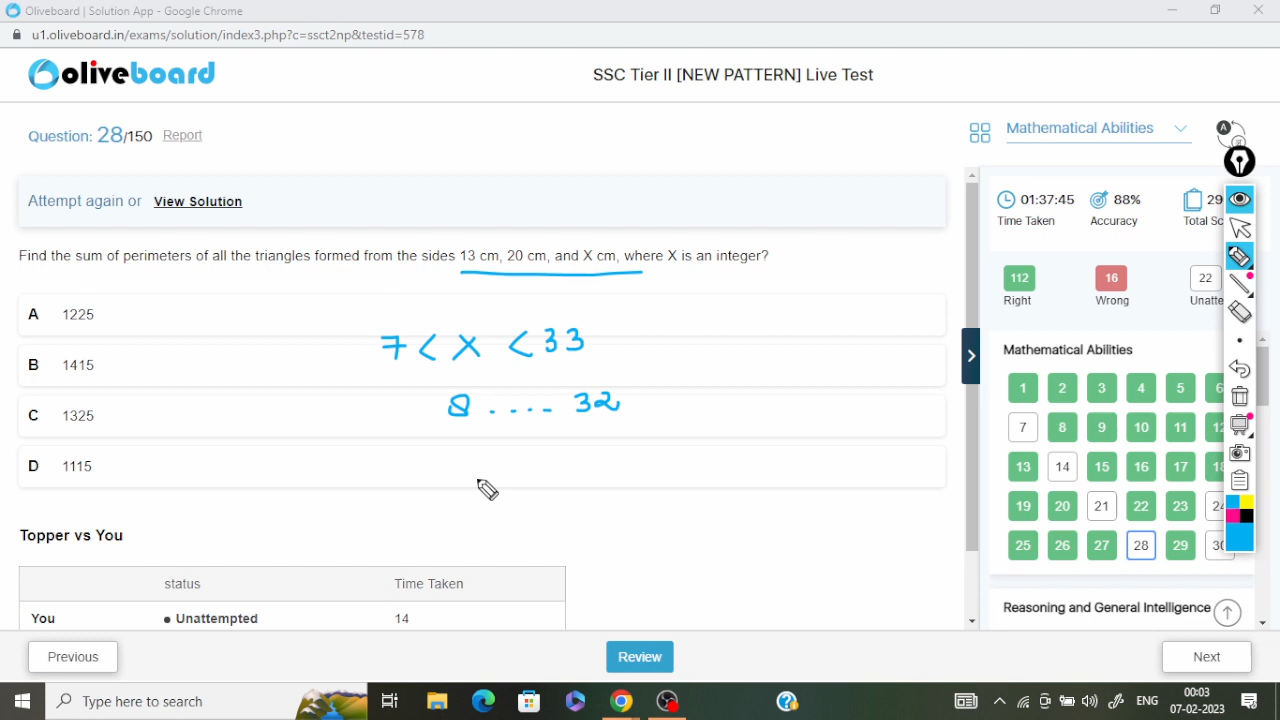 Oliveboard | Solution App - Google Chrome
u1.oliveboard.in/exams/solution/index3.php?c=ssct2np&testid=578
oliveboard
SSC Tier II [NEW PATTERN] Live Test
Question: 28/150 Report
Mathematical Abilities
A
Attempt again or View Solution
01:37:45
Time Taken
88%
Accuracy
29
Total Sc
Find the sum of perimeters of all the triangles formed from the sides 13 cm, 20 cm, and X cm, where X is an integer?
112
Right
16
Wrong
22
Unatte
A 1225
B 1415
C 1325
D 1115
7 < X < 33
8 .... 32
Mathematical Abilities
1 2 3 4 5 6
7 8 9 10 11 12
13 14 15 16 17 18
19 20 21 22 23 24
25 26 27 28 29 30
Reasoning and General Intelligence
Topper vs You
status Time Taken
You Unattempted 14
Previous
Review
Next
Type here to search
ENG
00:03
07-02-2023